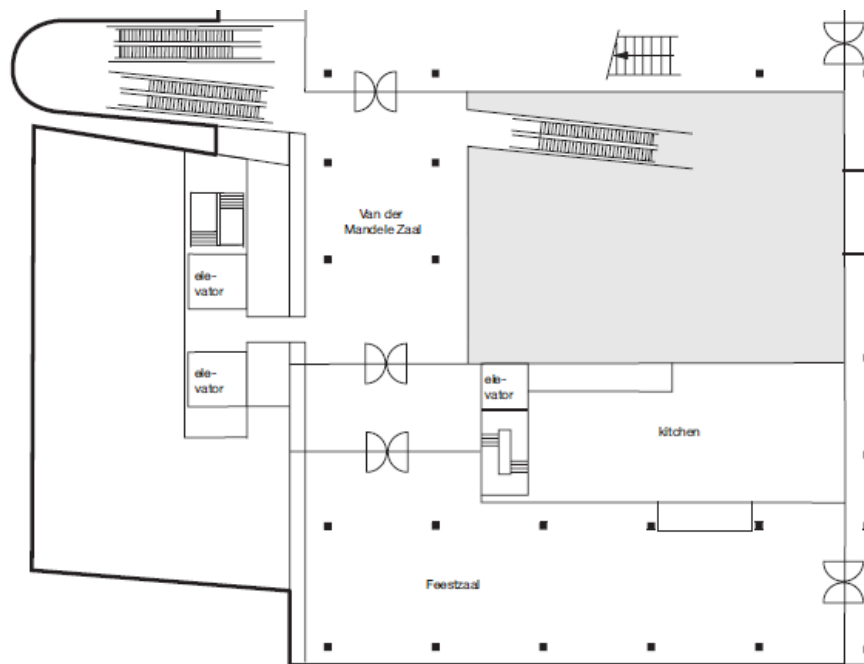 Van der
Mandele Zaal
ele-
vator
ele-
vator
ele-
vator
kitchen
Feestzaal